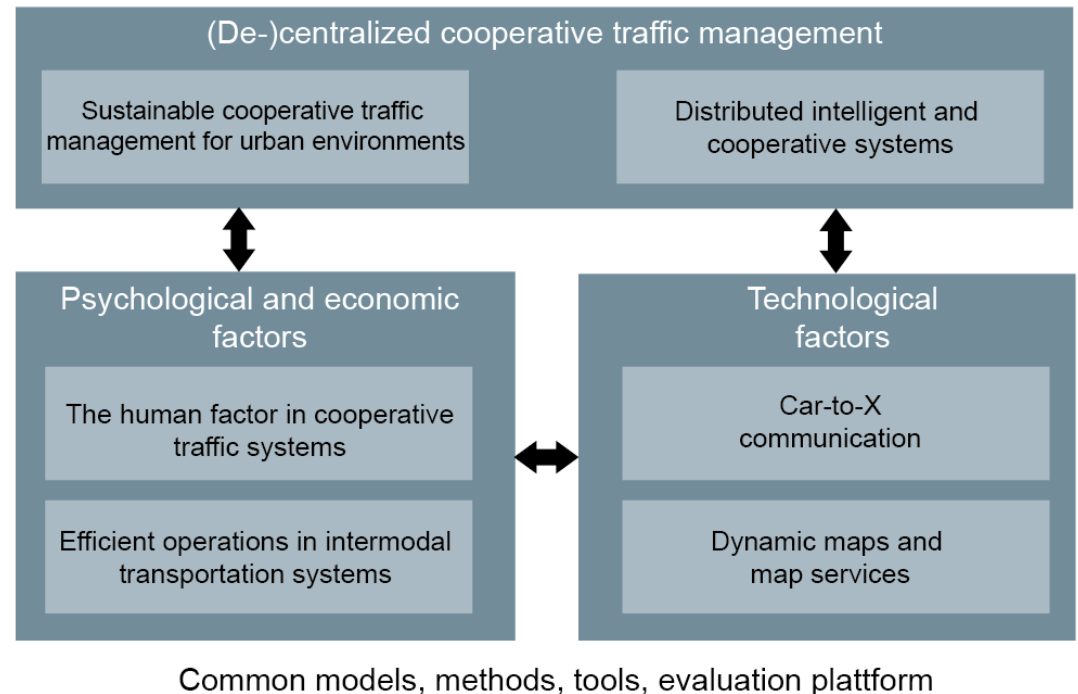 (De-)centralized cooperative traffic management
Sustainable cooperative traffic
management for urban environments
Distributed intelligent and
cooperative systems
Psychological and economic
factors
The human factor in cooperative
traffic systems
Efficient operations in intermodal
transportation systems
Technological
factors
Car-to-X
communication
Dynamic maps and
map services
Common models, methods, tools, evaluation plattform